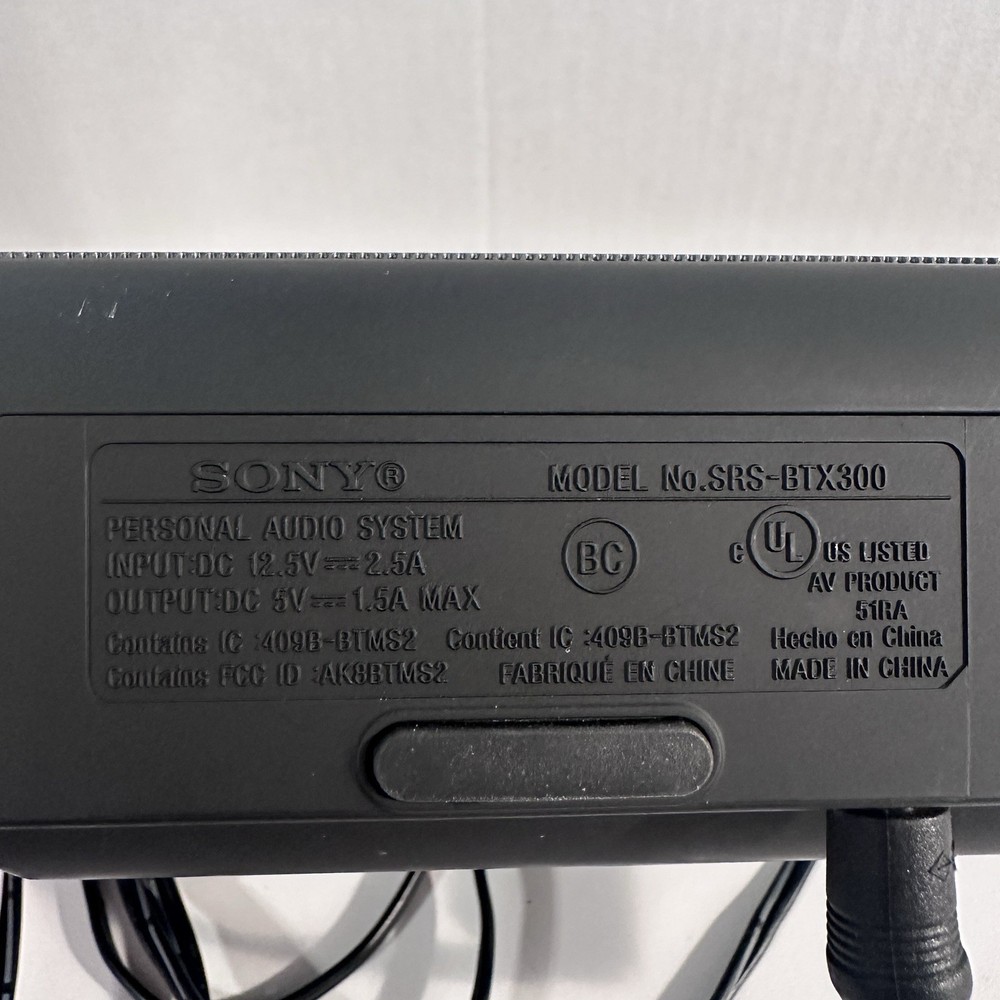 SONY® MODEL No.SRS-BTX300
PERSONAL AUDIO SYSTEM
INPUT:DC 12.5V⎓2.5A
OUTPUT:DC 5V⎓1.5A MAX
BC
C UL US LISTED
AV PRODUCT
51RA
Contains IC :409B-BTMS2 Contient IC :409B-BTMS2 Hecho en China
Contains FCC ID :AK8BTMS2 FABRIQUÉ EN CHINE MADE IN CHINA